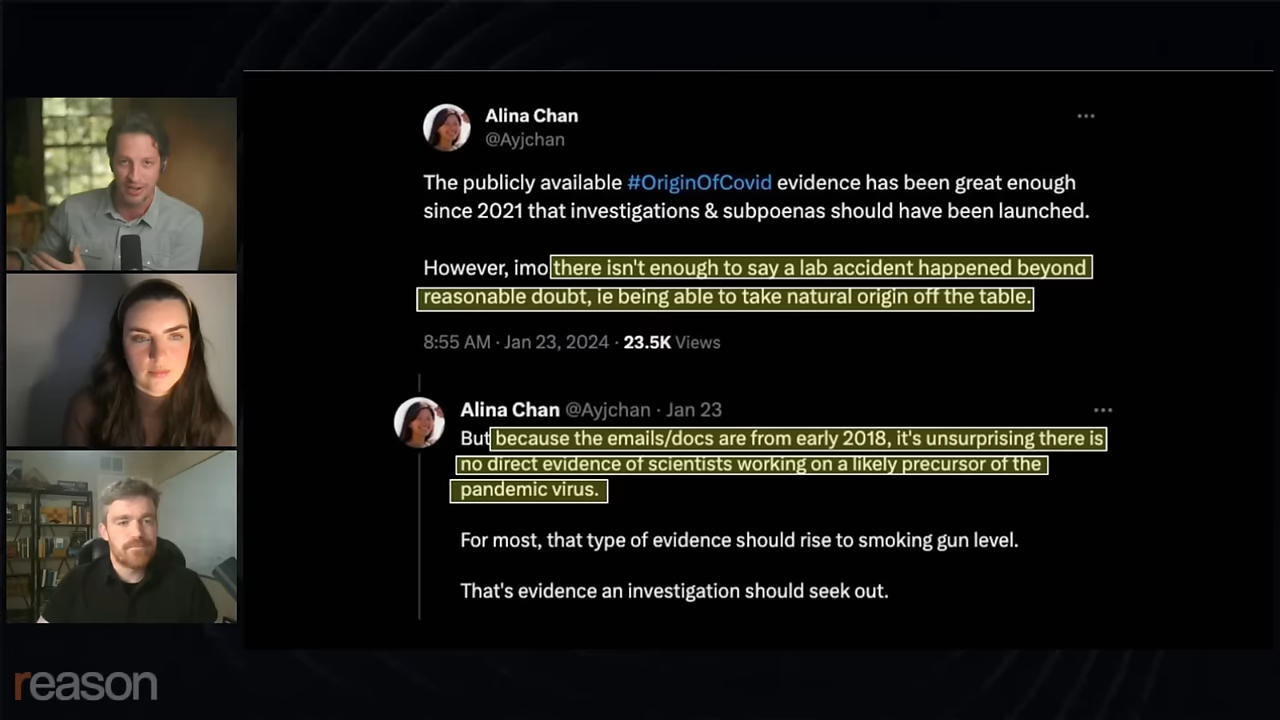 Alina Chan
@Ayjchan
The publicly available #OriginOfCovid evidence has been great enough
since 2021 that investigations & subpoenas should have been launched.
However, imo there isn't enough to say a lab accident happened beyond
reasonable doubt, ie being able to take natural origin off the table.
8:55 AM · Jan 23, 2024 · 23.5K Views
Alina Chan @Ayjchan · Jan 23
But because the emails/docs are from early 2018, it's unsurprising there is
no direct evidence of scientists working on a likely precursor of the
pandemic virus.
For most, that type of evidence should rise to smoking gun level.
That's evidence an investigation should seek out.
reason